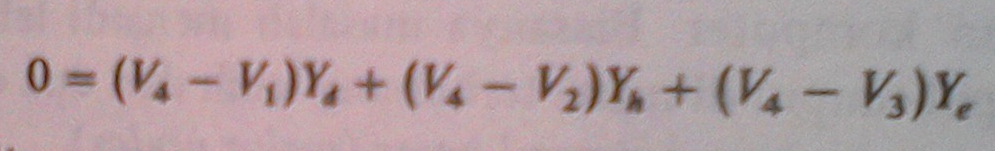 0 = (V₄ − V₁)Y_d + (V₄ − V₂)Y_h + (V₄ − V₃)Y_e